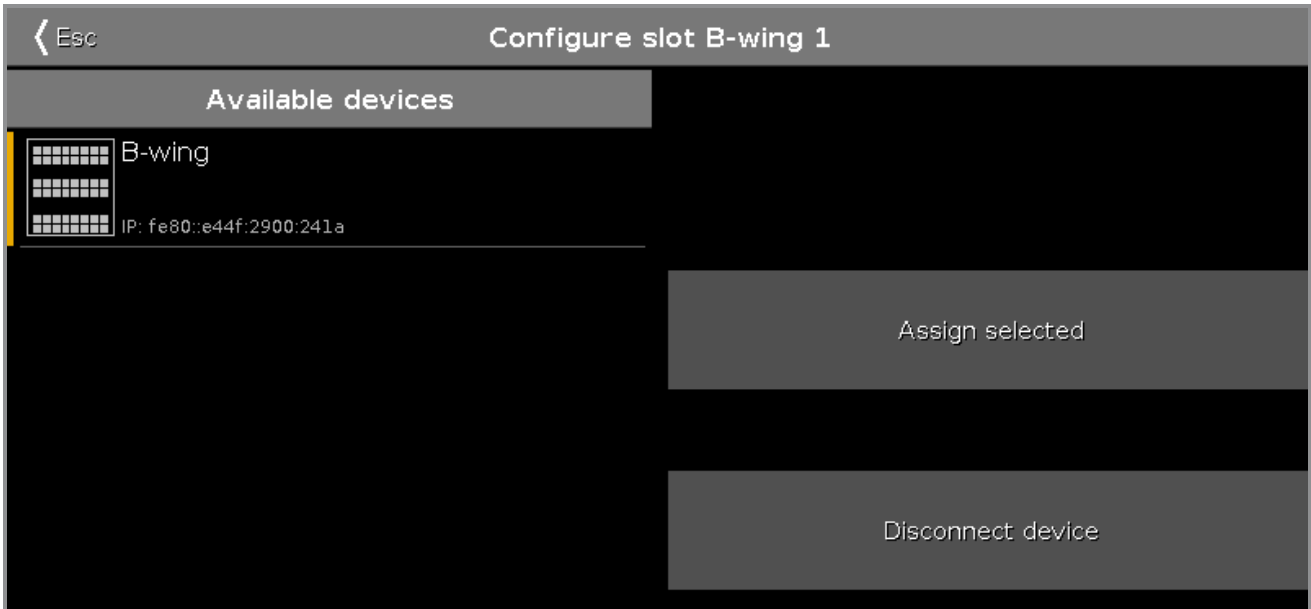 Esc
Configure slot B-wing 1
Available devices
B-wing
IP: fe80::e44f:2900:241a
Assign selected
Disconnect device